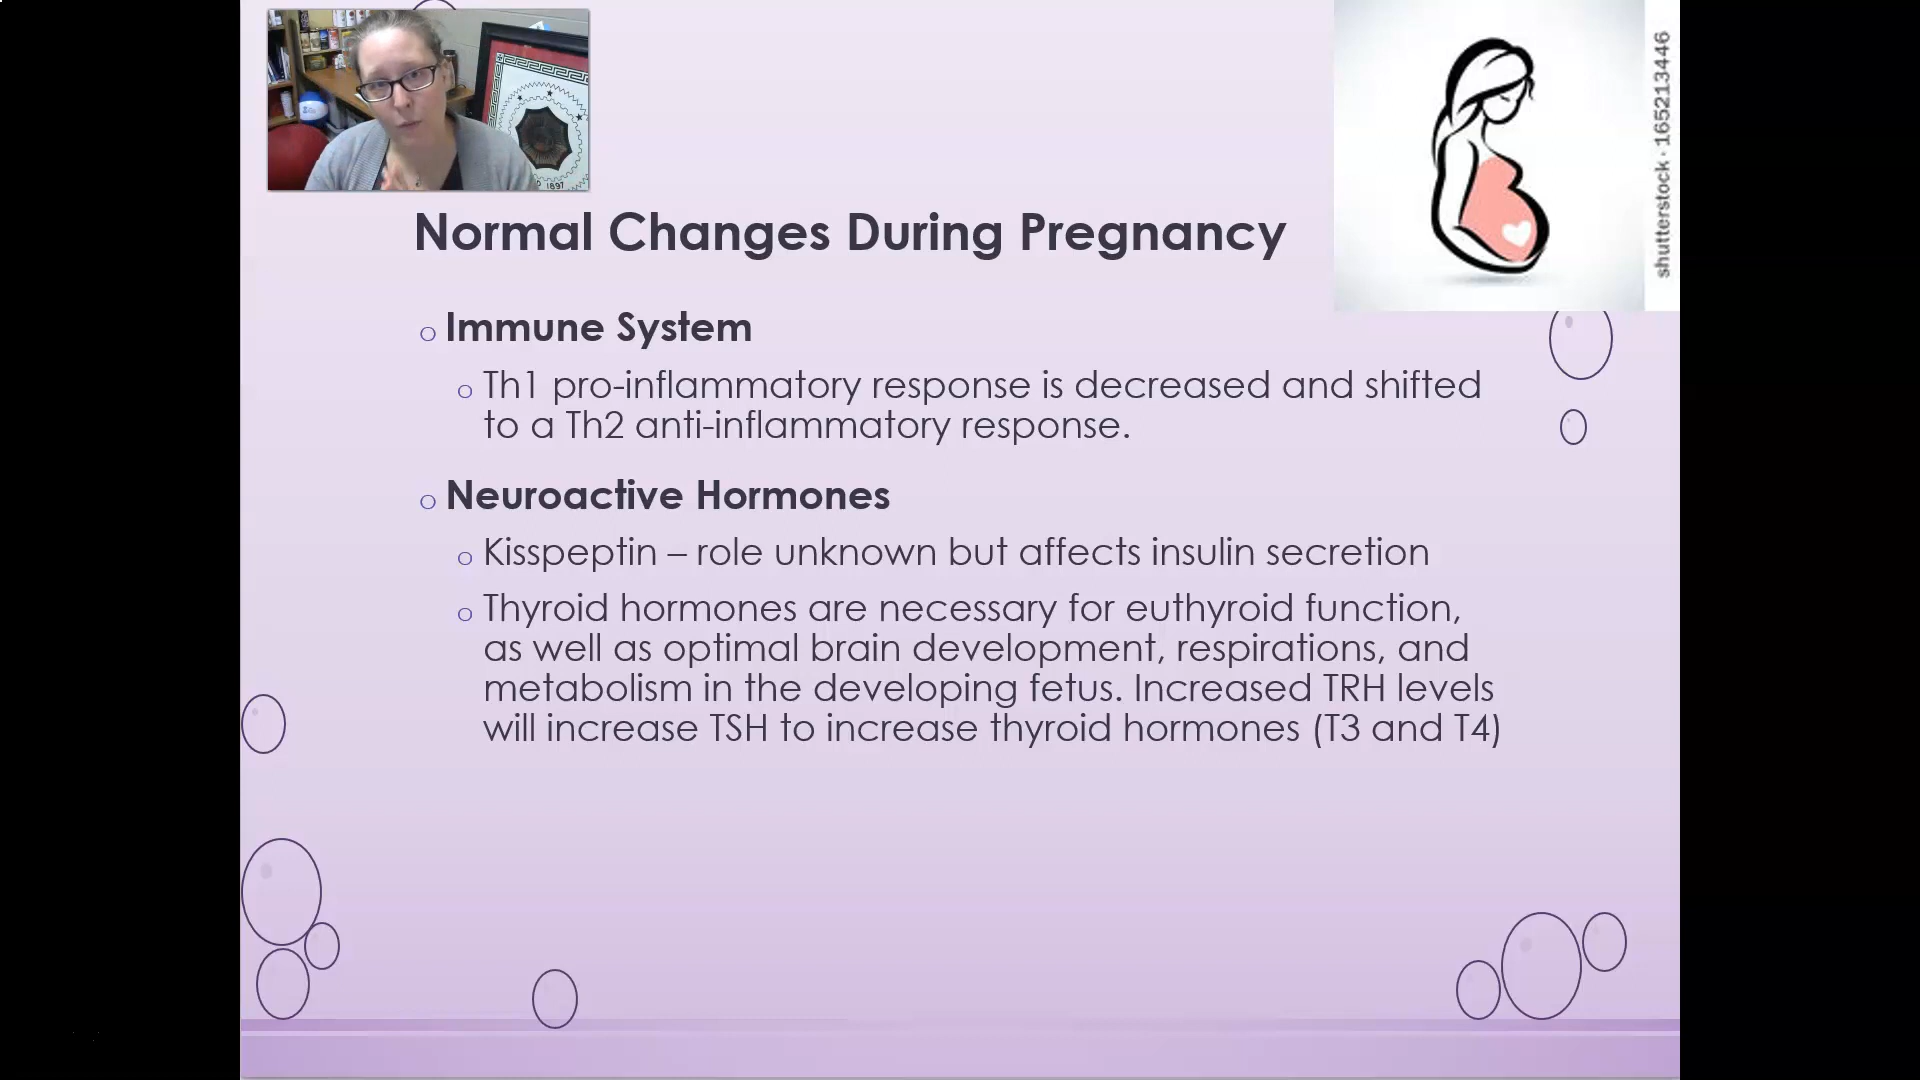 1897
shutterstock · 165213446
Normal Changes During Pregnancy
Immune System
Th1 pro-inflammatory response is decreased and shifted
to a Th2 anti-inflammatory response.
Neuroactive Hormones
Kisspeptin – role unknown but affects insulin secretion
Thyroid hormones are necessary for euthyroid function,
as well as optimal brain development, respirations, and
metabolism in the developing fetus. Increased TRH levels
will increase TSH to increase thyroid hormones (T3 and T4)